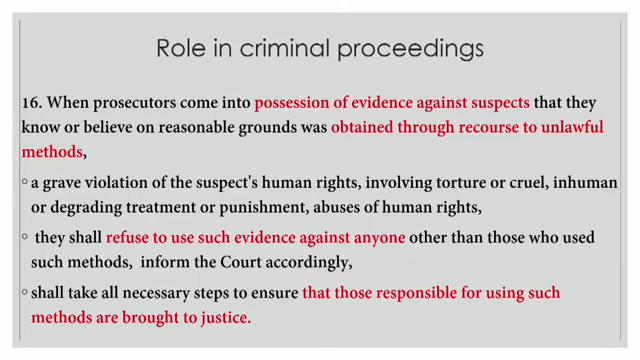 Role in criminal proceedings
16. When prosecutors come into possession of evidence against suspects that they
know or believe on reasonable grounds was obtained through recourse to unlawful
methods,
○ a grave violation of the suspect's human rights, involving torture or cruel, inhuman
or degrading treatment or punishment, abuses of human rights,
○ they shall refuse to use such evidence against anyone other than those who used
such methods, inform the Court accordingly,
○ shall take all necessary steps to ensure that those responsible for using such
methods are brought to justice.